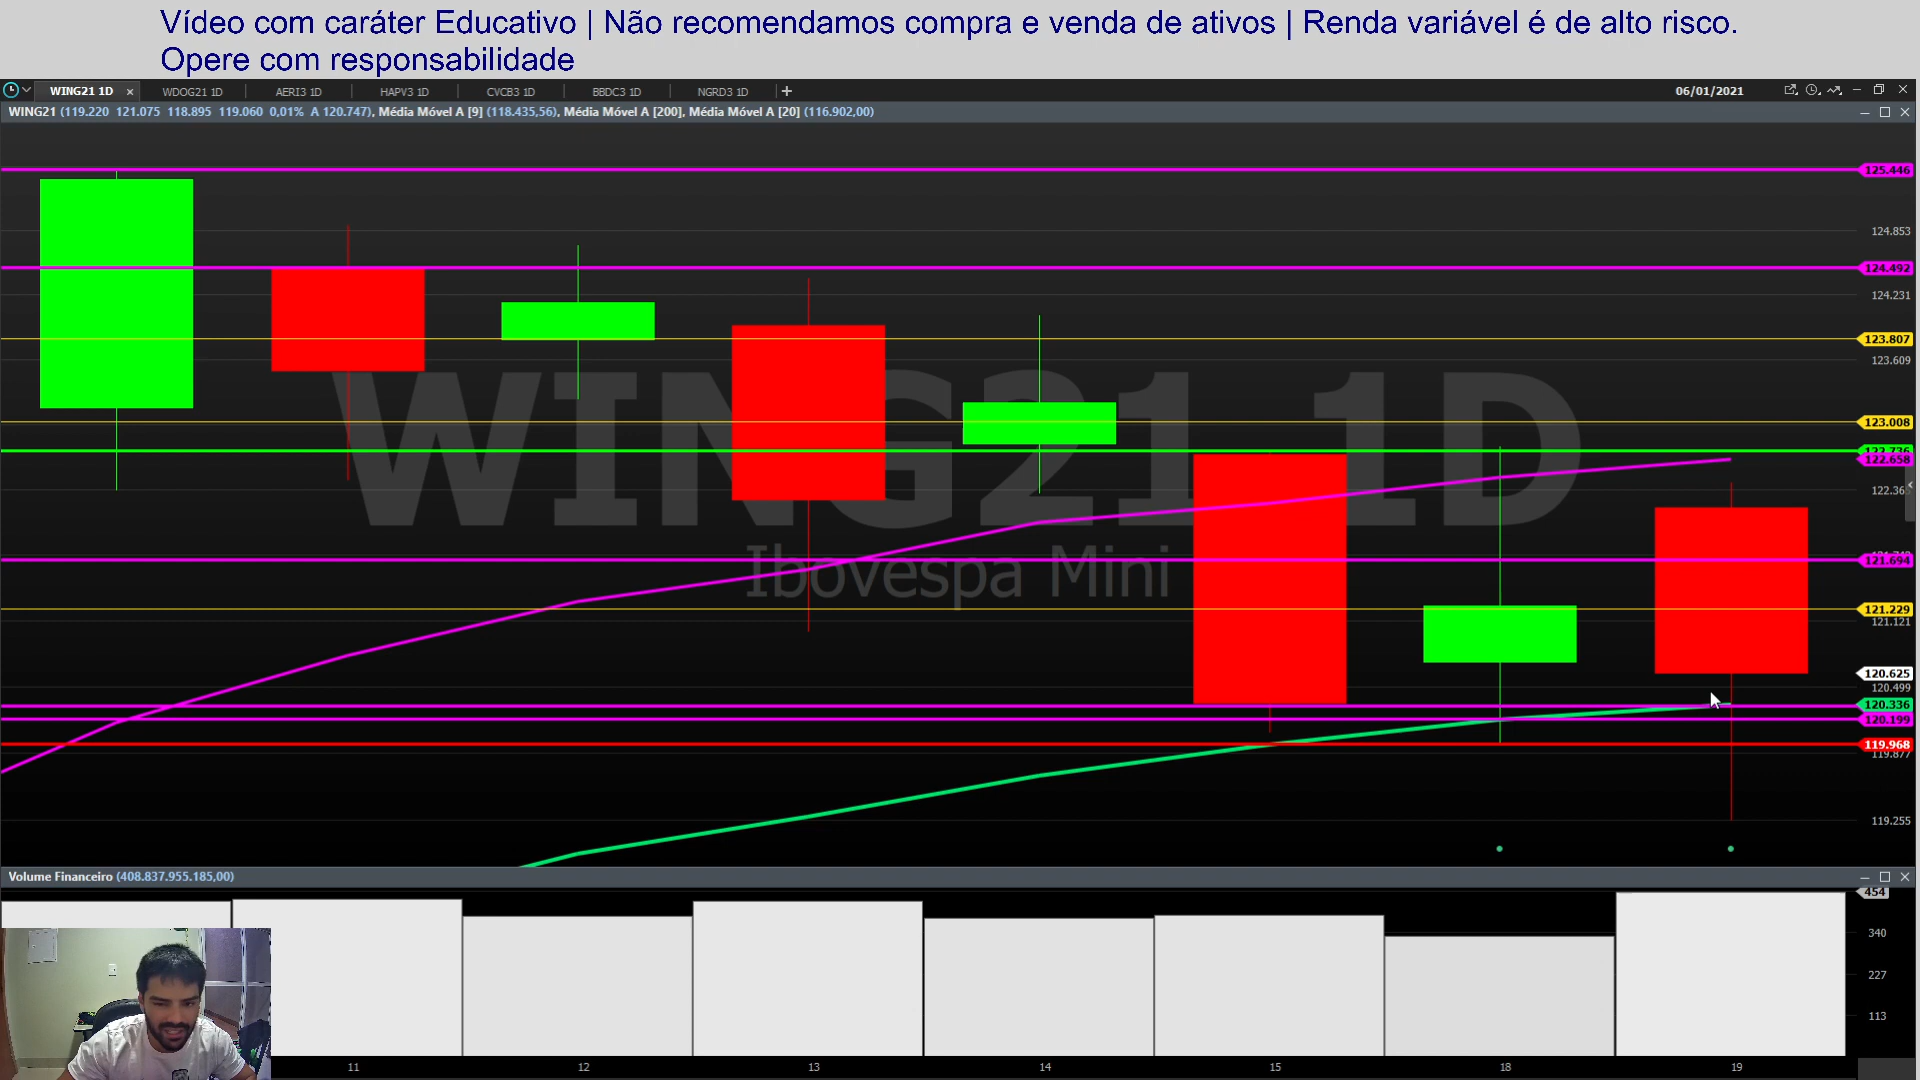 Vídeo com caráter Educativo | Não recomendamos compra e venda de ativos | Renda variável é de alto risco.
Opere com responsabilidade
WING21 1D
WDOG21 1D
AERI3 1D
HAPV3 1D
CVCB3 1D
BBDC3 1D
NGRD3 1D
06/01/2021
WING21 (119.220 121.075 118.895 119.060 0,01% A 120.747), Média Móvel A [9] (118.435,56), Média Móvel A [200], Média Móvel A [20] (116.902,00)
125.446
124.853
124.492
124.231
123.807
123.609
123.008
122.658
121.694
121.229
121.121
120.625
120.499
120.336
120.199
119.968
119.877
119.255
WING21 1D
Ibovespa Mini
Volume Financeiro (408.837.955.185,00)
454
340
227
113
11 12 13 14 15 18 19